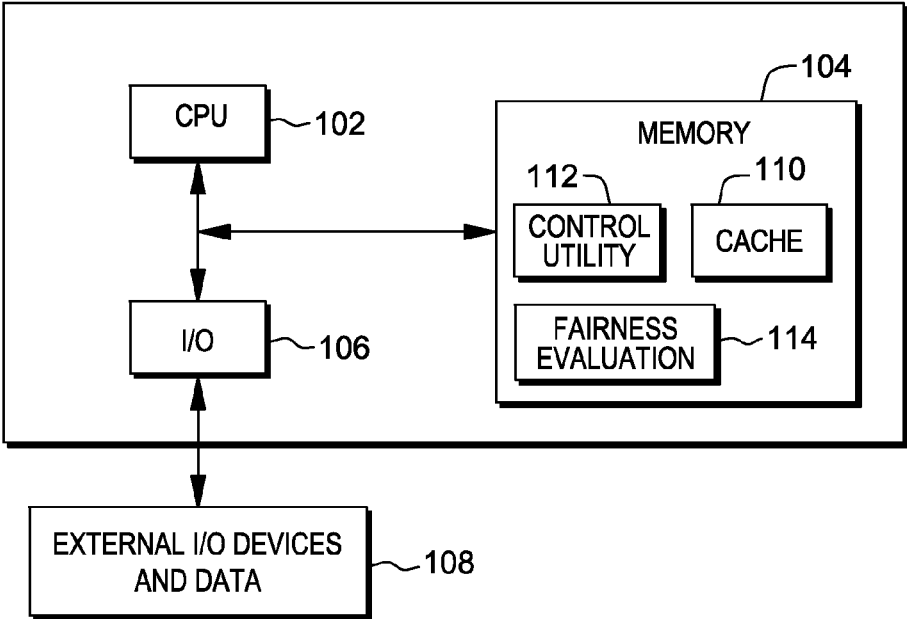 104
CPU
102
MEMORY
112
110
CONTROL
UTILITY
CACHE
I/O
106
FAIRNESS
EVALUATION
114
EXTERNAL I/O DEVICES
AND DATA
108